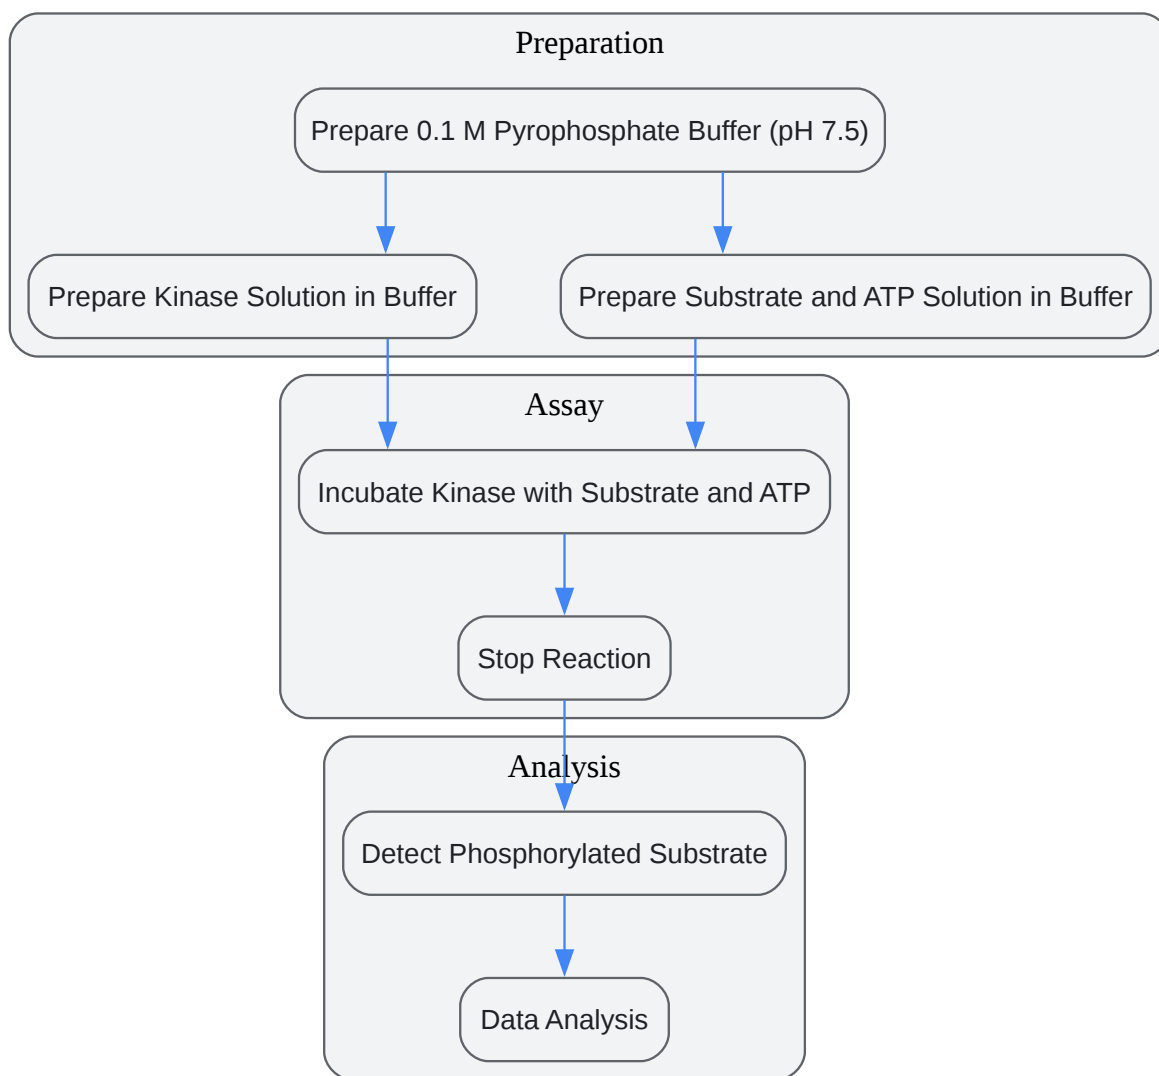 Preparation
Prepare 0.1 M Pyrophosphate Buffer (pH 7.5)
Prepare Kinase Solution in Buffer
Prepare Substrate and ATP Solution in Buffer
Assay
Incubate Kinase with Substrate and ATP
Stop Reaction
Analysis
Detect Phosphorylated Substrate
Data Analysis